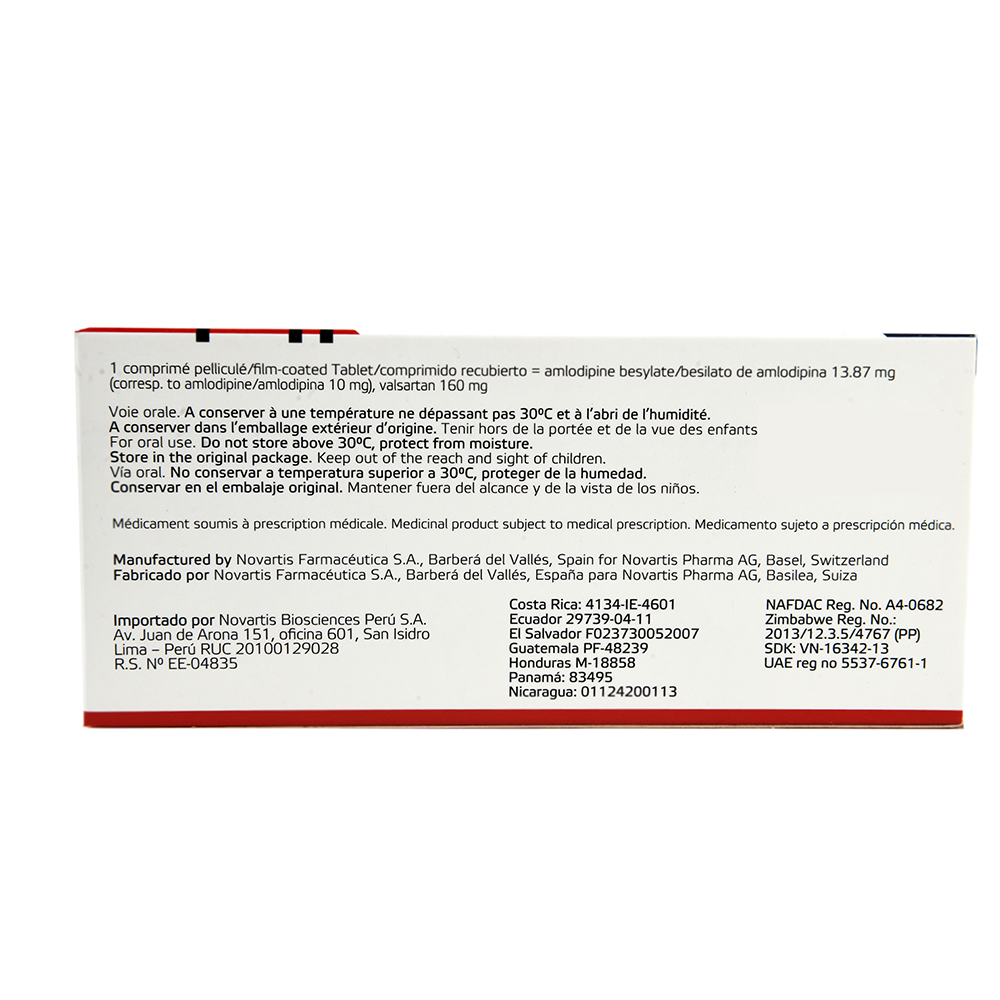 1 comprimé pelliculé/film-coated Tablet/comprimido recubierto = amlodipine besylate/besilato de amlodipina 13.87 mg
(corresp. to amlodipine/amlodipina 10 mg), valsartan 160 mg
Voie orale. A conserver à une température ne dépassant pas 30ºC et à l'abri de l'humidité.
A conserver dans l'emballage extérieur d'origine. Tenir hors de la portée et de la vue des enfants
For oral use. Do not store above 30ºC, protect from moisture.
Store in the original package. Keep out of the reach and sight of children.
Vía oral. No conservar a temperatura superior a 30ºC, proteger de la humedad.
Conservar en el embalaje original. Mantener fuera del alcance y de la vista de los niños.
Médicament soumis à prescription médicale. Medicinal product subject to medical prescription. Medicamento sujeto a prescripción médica.
Manufactured by Novartis Farmacéutica S.A., Barberá del Vallés, Spain for Novartis Pharma AG, Basel, Switzerland
Fabricado por Novartis Farmacéutica S.A., Barberá del Vallés, España para Novartis Pharma AG, Basilea, Suiza
Importado por Novartis Biosciences Perú S.A.
Av. Juan de Arona 151, oficina 601, San Isidro
Lima – Perú RUC 20100129028
R.S. Nº EE-04835
Costa Rica: 4134-IE-4601
Ecuador 29739-04-11
El Salvador F023730052007
Guatemala PF-48239
Honduras M-18858
Panamá: 83495
Nicaragua: 01124200113
NAFDAC Reg. No. A4-0682
Zimbabwe Reg. No.:
2013/12.3.5/4767 (PP)
SDK: VN-16342-13
UAE reg no 5537-6761-1